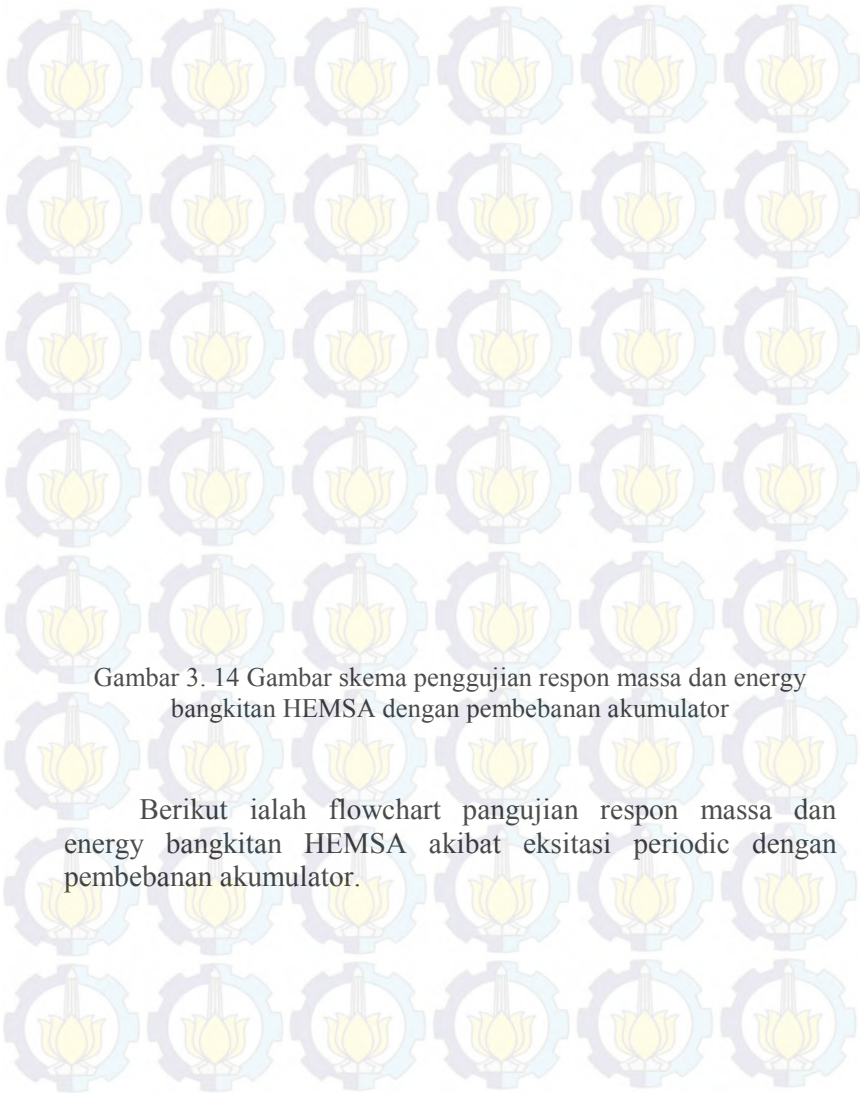 Gambar 3. 14 Gambar skema penggujian respon massa dan energy
bangkitan HEMSA dengan pembebanan akumulator
Berikut ialah flowchart pangujian respon massa dan
energy bangkitan HEMSA akibat eksitasi periodic dengan
pembebanan akumulator.